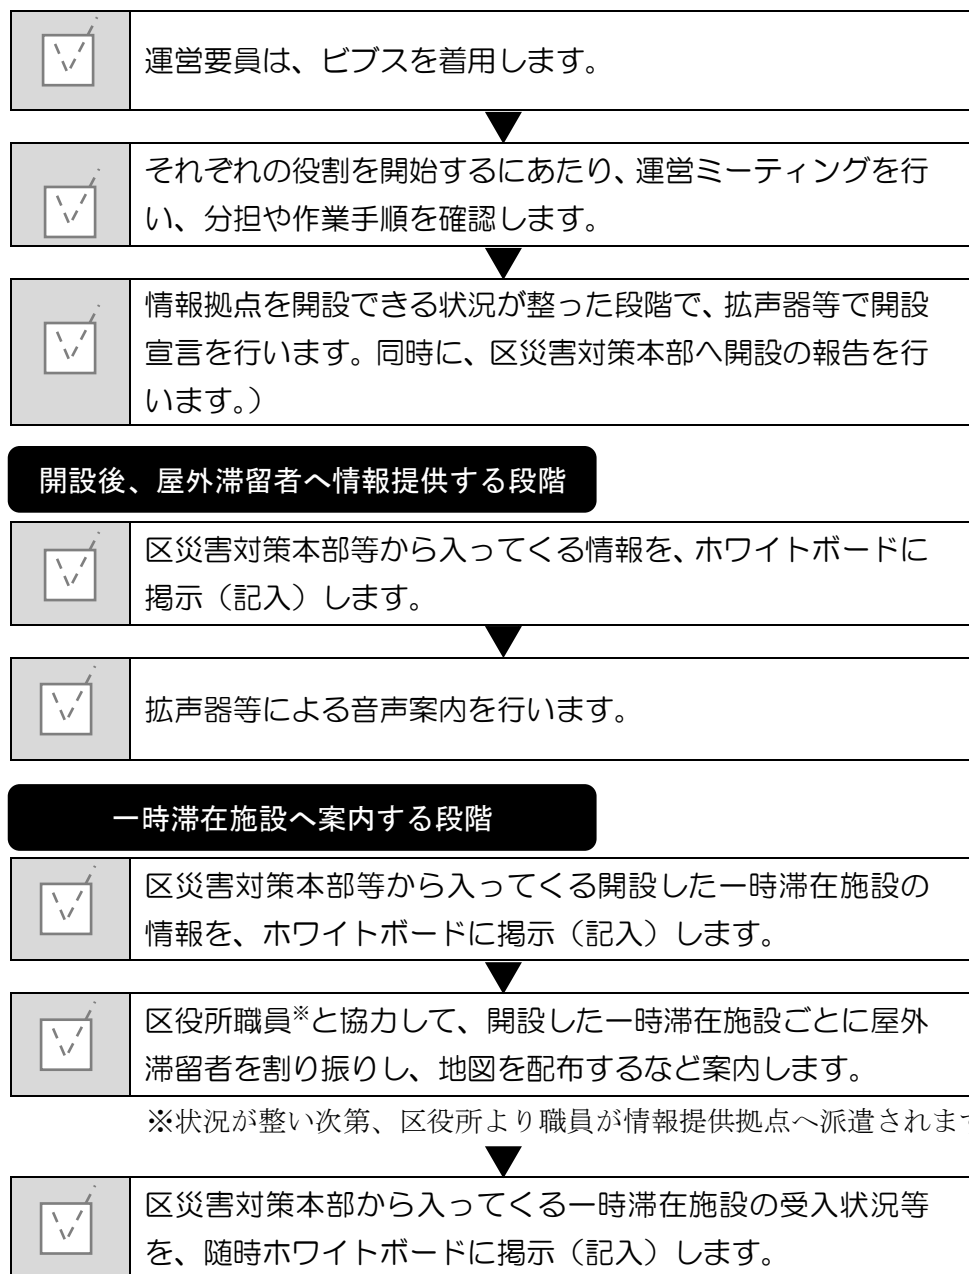 運営要員は、ビブスを着用します。
それぞれの役割を開始するにあたり、運営ミーティングを行
い、分担や作業手順を確認します。
情報拠点を開設できる状況が整った段階で、拡声器等で開設
宣言を行います。同時に、区災害対策本部へ開設の報告を行
います。）
開設後、屋外滞留者へ情報提供する段階
区災害対策本部等から入ってくる情報を、ホワイトボードに
掲示（記入）します。
拡声器等による音声案内を行います。
一時滞在施設へ案内する段階
区災害対策本部等から入ってくる開設した一時滞在施設の
情報を、ホワイトボードに掲示（記入）します。
区役所職員※と協力して、開設した一時滞在施設ごとに屋外
滞留者を割り振りし、地図を配布するなど案内します。
※状況が整い次第、区役所より職員が情報提供拠点へ派遣されます
区災害対策本部から入ってくる一時滞在施設の受入状況等
を、随時ホワイトボードに掲示（記入）します。